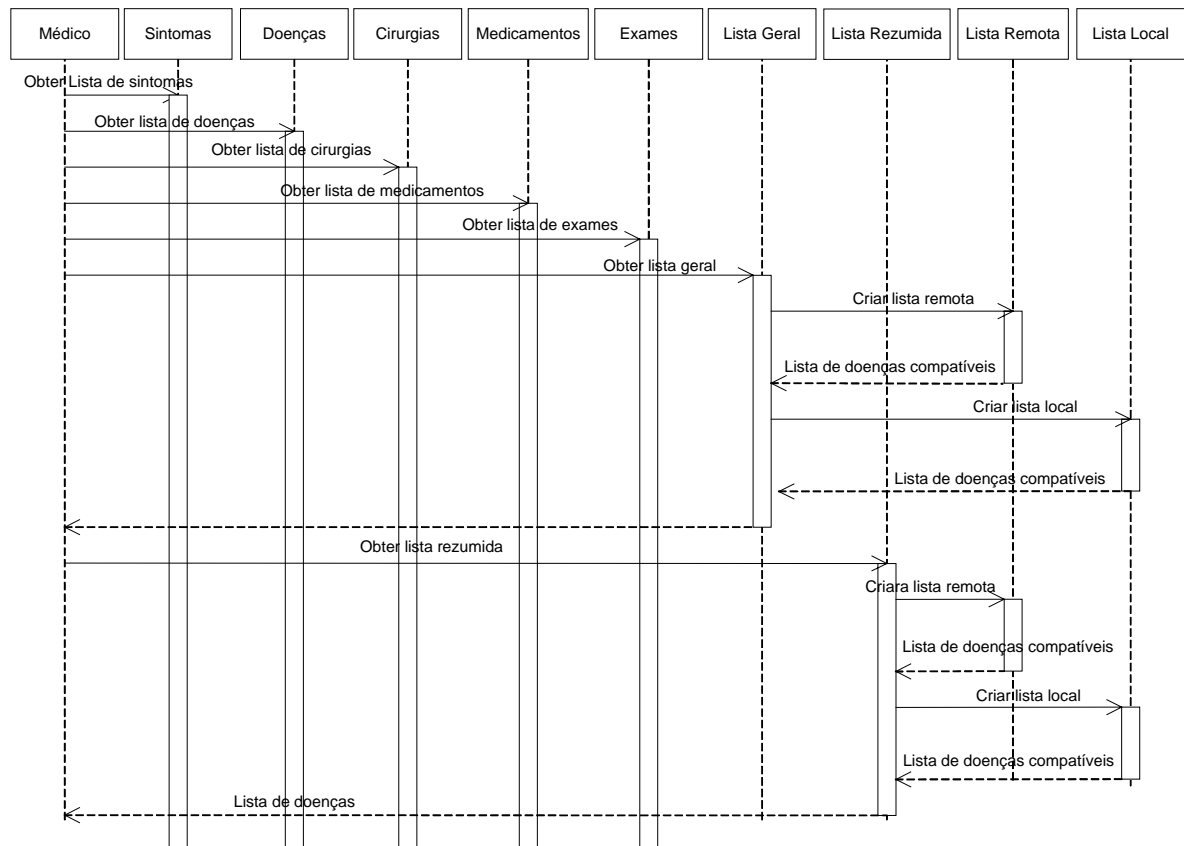 Médico
Sintomas
Doenças
Cirurgias
Medicamentos
Exames
Lista Geral
Lista Rezumida
Lista Remota
Lista Local
Obter Lista de sintomas
Obter lista de doenças
Obter lista de cirurgias
Obter lista de medicamentos
Obter lista de exames
Obter lista geral
Criar lista remota
Lista de doenças compatíveis
Criar lista local
Lista de doenças compatíveis
Obter lista rezumida
Criara lista remota
Lista de doenças compatíveis
Criar lista local
Lista de doenças compatíveis
Lista de doenças